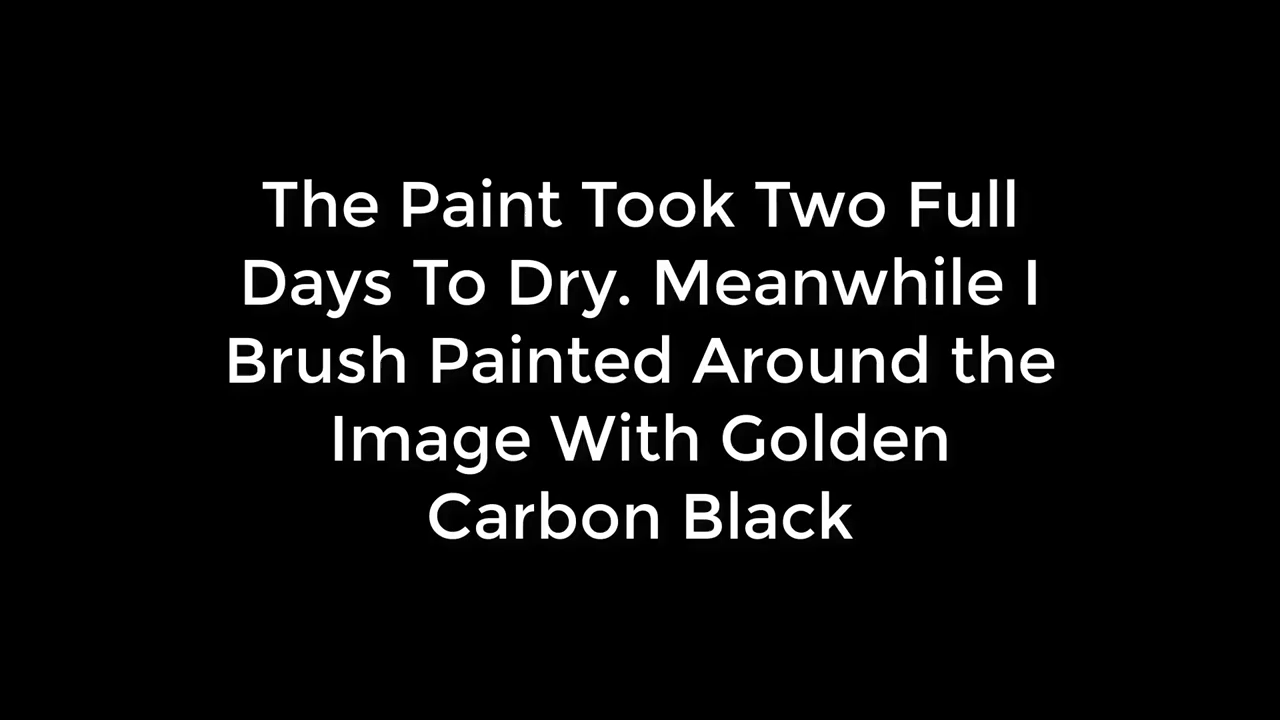 The Paint Took Two Full
Days To Dry. Meanwhile I
Brush Painted Around the
Image With Golden
Carbon Black